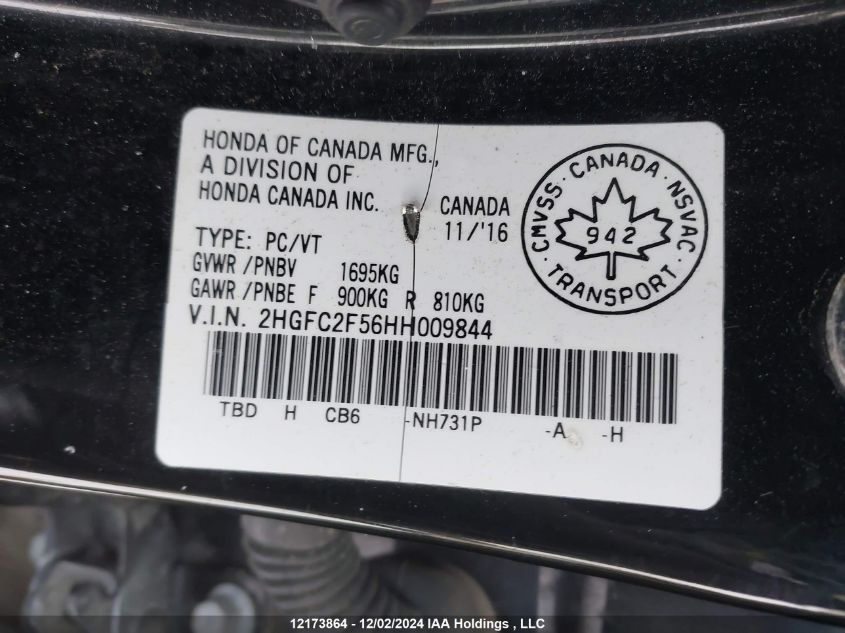 HONDA OF CANADA MFG.,
A DIVISION OF
HONDA CANADA INC.
CANADA
11/'16
TYPE: PC/VT
GVWR /PNBV 1695KG
GAWR /PNBE F 900KG R 810KG
V.I.N. 2HGFC2F56HH009844
TBD H CB6 -NH731P -A -H
CMVSS · CANADA · NSVAC
942
· TRANSPORT ·
12173864 - 12/02/2024 IAA Holdings , LLC